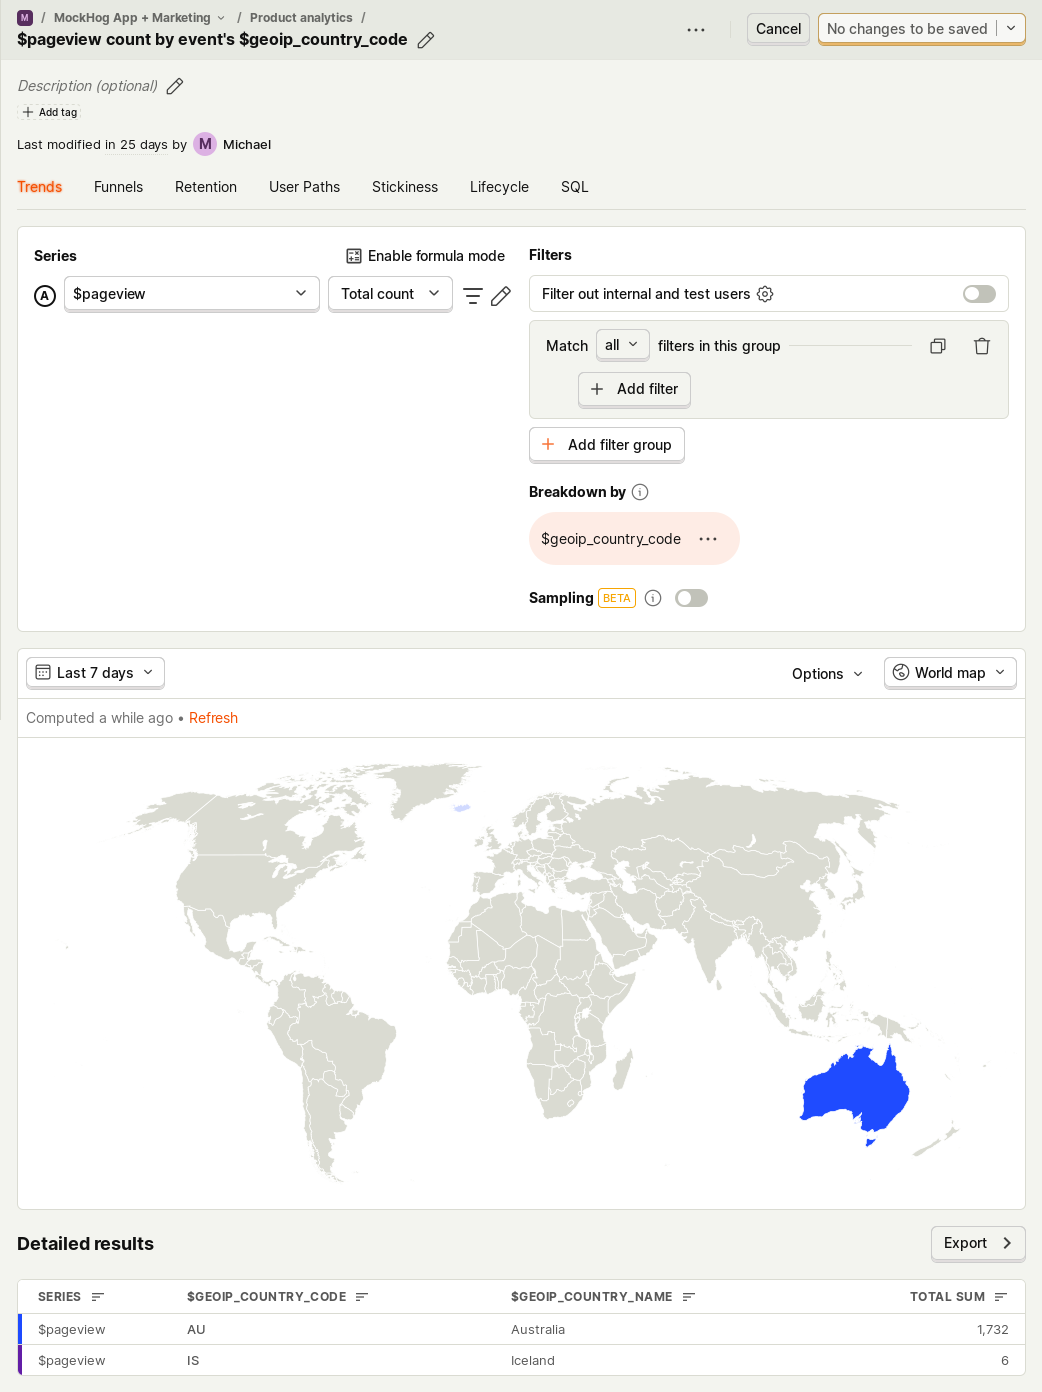 M / MockHog App + Marketing / Product analytics /
$pageview count by event's $geoip_country_code
Cancel
No changes to be saved
Description (optional)
Add tag
Last modified in 25 days by M Michael
Trends Funnels Retention User Paths Stickiness Lifecycle SQL
Series
Enable formula mode
A $pageview Total count
Filters
Filter out internal and test users
Match all filters in this group
Add filter
Add filter group
Breakdown by
$geoip_country_code
Sampling BETA
Last 7 days
Options
World map
Computed a while ago • Refresh
Detailed results
Export
SERIES $GEOIP_COUNTRY_CODE $GEOIP_COUNTRY_NAME TOTAL SUM
$pageview AU Australia 1,732
$pageview IS Iceland 6